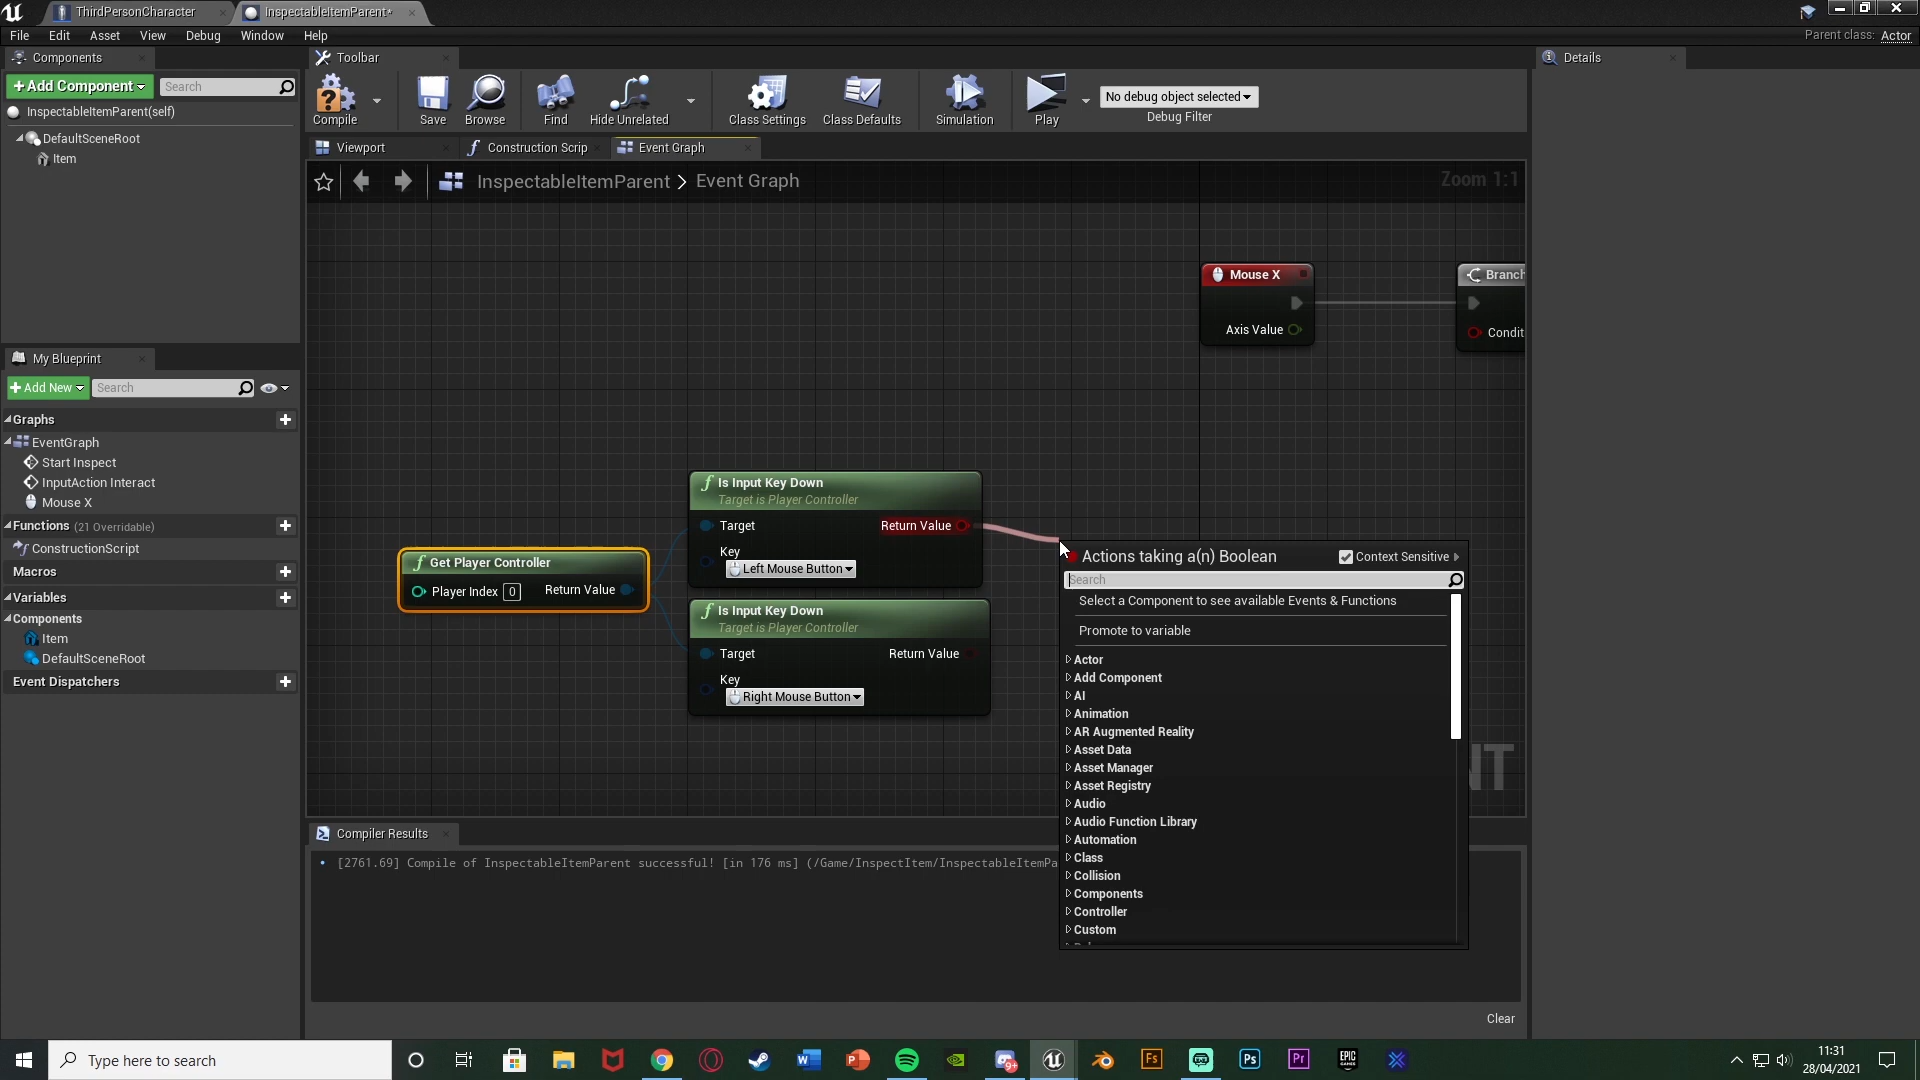 ThirdPersonCharacter
InspectableItemParent*
File Edit Asset View Debug Window Help
Parent class: Actor
Components
Toolbar
Details
+Add Component
Search
InspectableItemParent(self)
DefaultSceneRoot
Item
Compile
Save
Browse
Find
Hide Unrelated
Class Settings
Class Defaults
Simulation
Play
No debug object selected
Debug Filter
Viewport
Construction Scrip
Event Graph
InspectableItemParent > Event Graph
Zoom 1:1
Mouse X
Axis Value
Branch
Condit
My Blueprint
+Add New
Search
Graphs
EventGraph
Start Inspect
InputAction Interact
Mouse X
Functions (21 Overridable)
ConstructionScript
Macros
Variables
Components
Item
DefaultSceneRoot
Event Dispatchers
Get Player Controller
Player Index 0
Return Value
Is Input Key Down
Target is Player Controller
Target
Return Value
Key
Left Mouse Button
Is Input Key Down
Target is Player Controller
Target
Return Value
Key
Right Mouse Button
Actions taking a(n) Boolean
Context Sensitive
Search
Select a Component to see available Events & Functions
Promote to variable
Actor
Add Component
AI
Animation
AR Augmented Reality
Asset Data
Asset Manager
Asset Registry
Audio
Audio Function Library
Automation
Class
Collision
Components
Controller
Custom
NT
Compiler Results
[2761.69] Compile of InspectableItemParent successful! [in 176 ms] (/Game/InspectItem/InspectableItemPa
Clear
Type here to search
11:31
28/04/2021